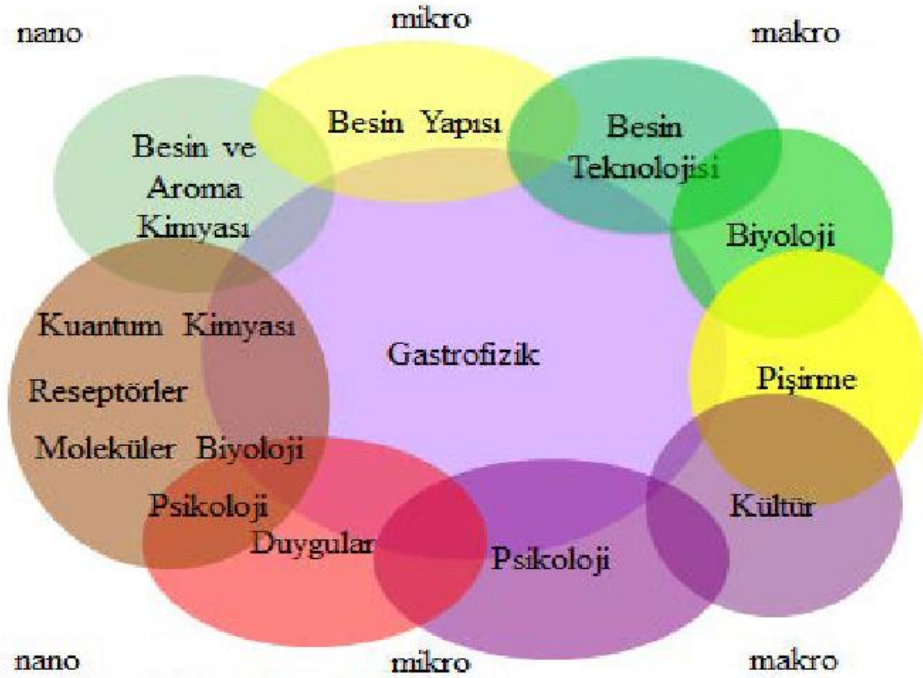 nano
mikro
makro
Besin ve
Aroma
Kimyası
Besin Yapısı
Besin
Teknolojisi
Biyoloji
Kuantum Kimyası
Reseptörler
Moleküler Biyoloji
Psikoloji
Gastrofizik
Pişirme
Kültür
Duygular
Psikoloji
nano
mikro
makro